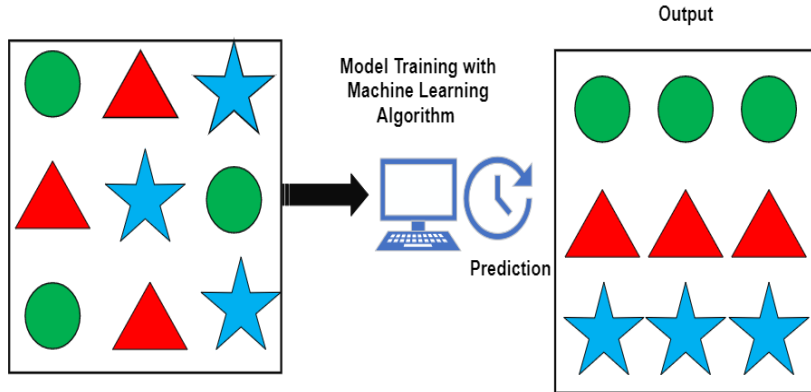 Output
Model Training with
Machine Learning
Algorithm
Prediction